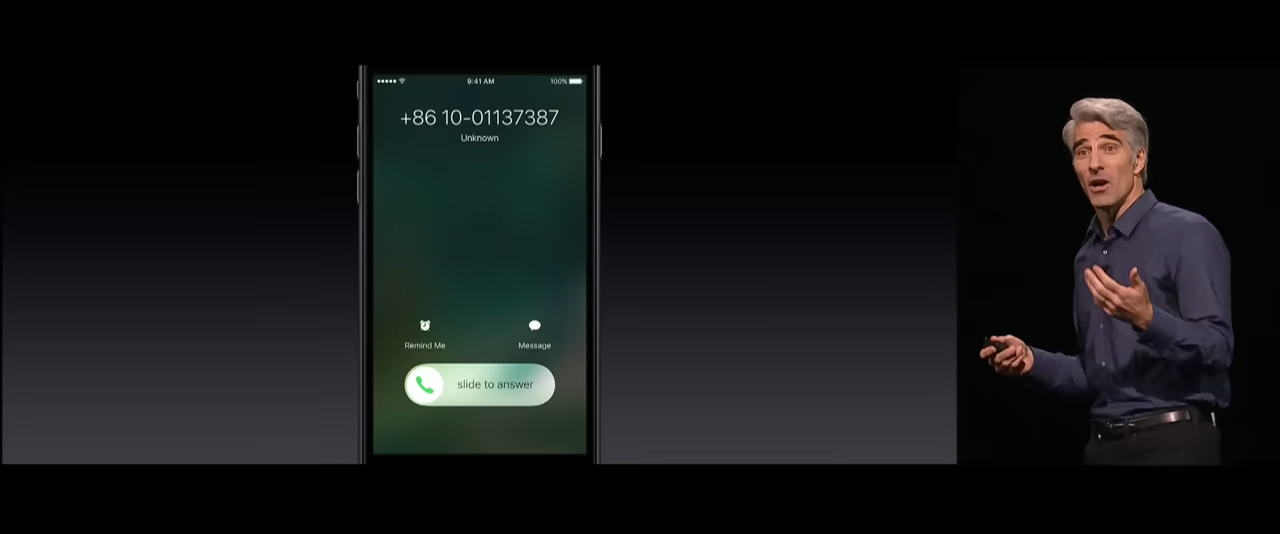 9:41 AM
100%
+86 10-01137387
Unknown
Remind Me
Message
slide to answer